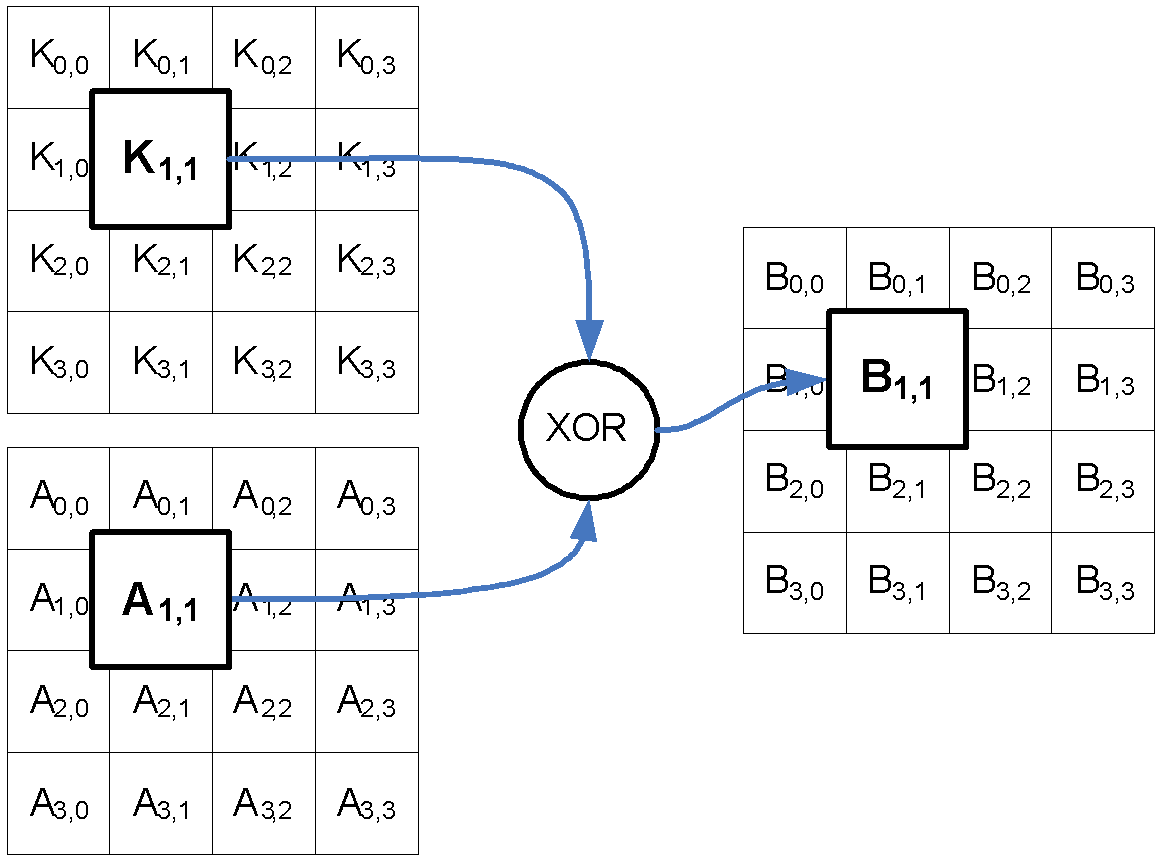 K0,0 K0,1 K0,2 K0,3
K1,0 K1,1 K1,2 K1,3
K2,0 K2,1 K2,2 K2,3
K3,0 K3,1 K3,2 K3,3
A0,0 A0,1 A0,2 A0,3
A1,0 A1,1 A1,2 A1,3
A2,0 A2,1 A2,2 A2,3
A3,0 A3,1 A3,2 A3,3
XOR
B0,0 B0,1 B0,2 B0,3
B1,0 B1,1 B1,2 B1,3
B2,0 B2,1 B2,2 B2,3
B3,0 B3,1 B3,2 B3,3